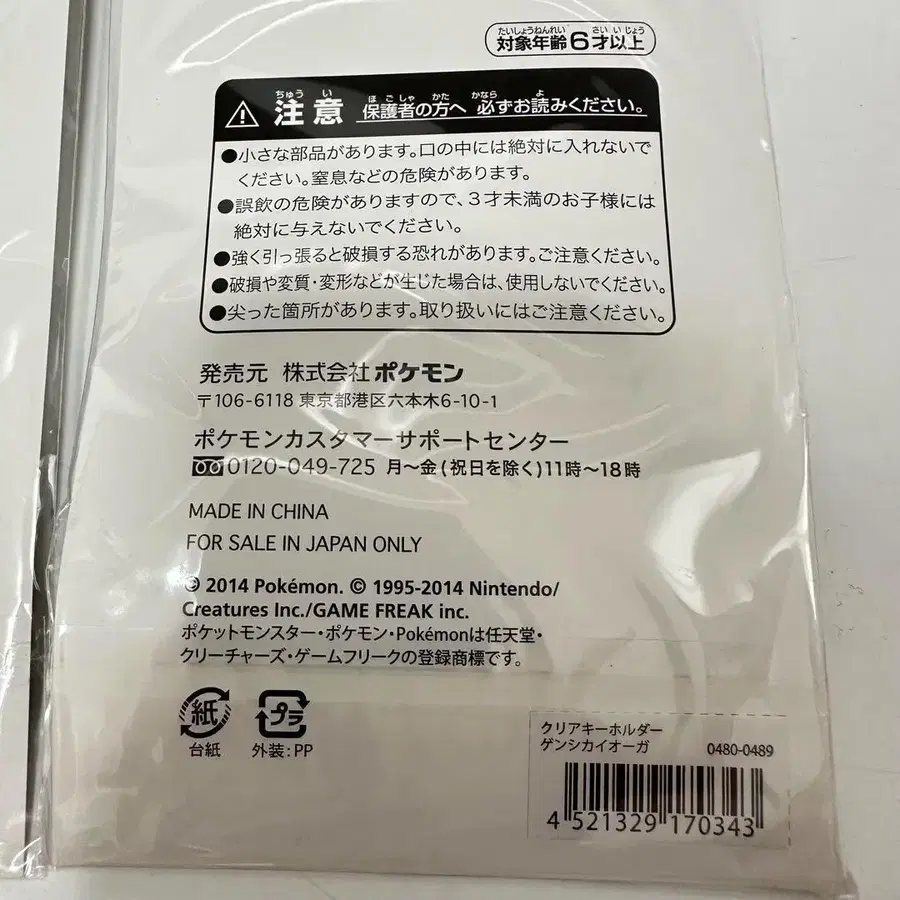 たいしょうねんれい さいいじょう
対象年齢6才以上
ちゅうい ほごしゃ かた かなら よ
注意 保護者の方へ 必ずお読みください。
●小さな部品があります。口の中には絶対に入れないで
ください。窒息などの危険があります。
●誤飲の危険がありますので、3才未満のお子様には
絶対に与えないでください。
●強く引っ張ると破損する恐れがあります。ご注意ください。
●破損や変質・変形などが生じた場合は、使用しないでください。
●尖った箇所があります。取り扱いにはご注意ください。
発売元 株式会社ポケモン
〒106-6118 東京都港区六本木6-10-1
ポケモンカスタマーサポートセンター
0120-049-725 月〜金(祝日を除く)11時〜18時
MADE IN CHINA
FOR SALE IN JAPAN ONLY
© 2014 Pokémon. © 1995-2014 Nintendo/
Creatures Inc./GAME FREAK inc.
ポケットモンスター・ポケモン・Pokémonは任天堂・
クリーチャーズ・ゲームフリークの登録商標です。
紙 プラ
台紙 外装:PP
クリアキーホルダー
ゲンシカイオーガ 0480-0489
4 521329 170343